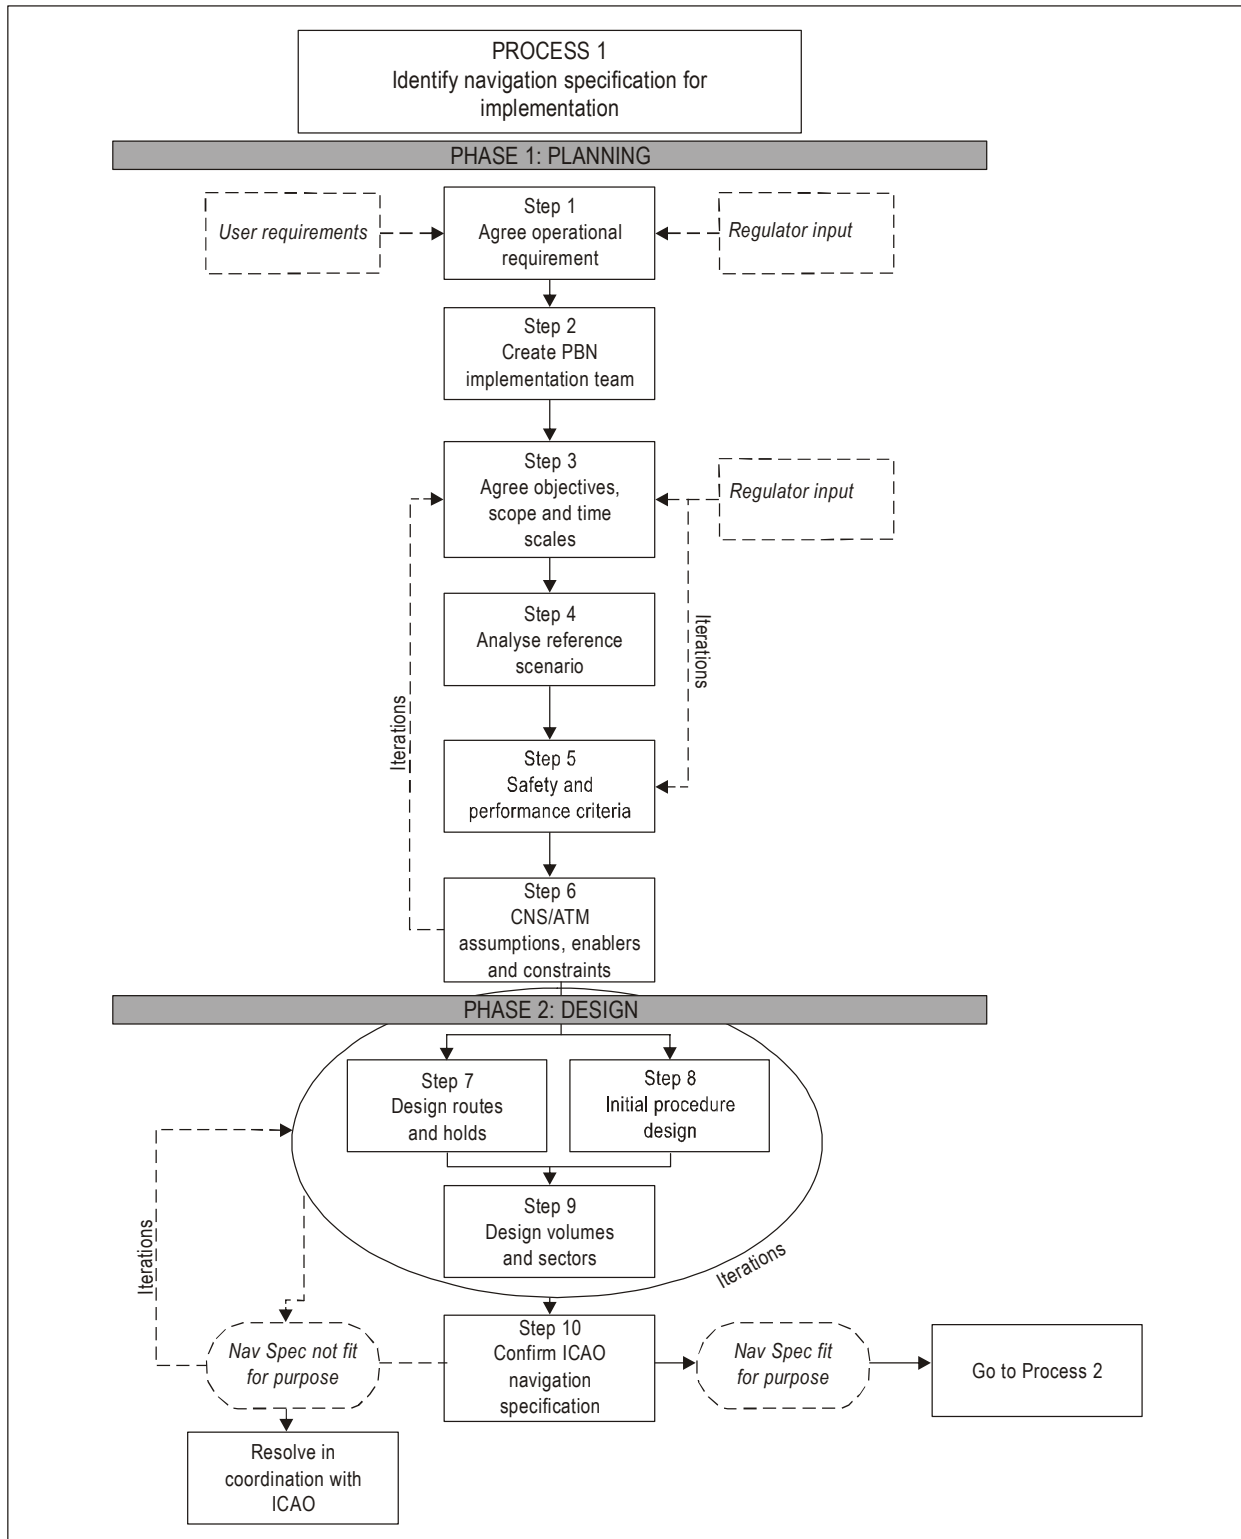 PROCESS 1
Identify navigation specification for
implementation
PHASE 1: PLANNING
User requirements
Step 1
Agree operational
requirement
Regulator input
Step 2
Create PBN
implementation team
Step 3
Agree objectives,
scope and time
scales
Regulator input
Iterations
Step 4
Analyse reference
scenario
Iterations
Step 5
Safety and
performance criteria
Step 6
CNS/ATM
assumptions, enablers
and constraints
PHASE 2: DESIGN
Step 7
Design routes
and holds
Step 8
Initial procedure
design
Step 9
Design volumes
and sectors
Iterations
Iterations
Nav Spec not fit
for purpose
Step 10
Confirm ICAO
navigation
specification
Nav Spec fit
for purpose
Go to Process 2
Resolve in
coordination with
ICAO